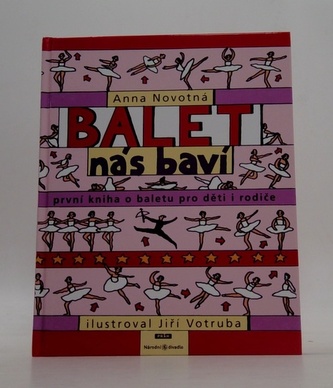 Anna Novotná
BALET
nás baví
první kniha o baletu pro děti i rodiče
ilustroval Jiří Votruba
Národní divadlo